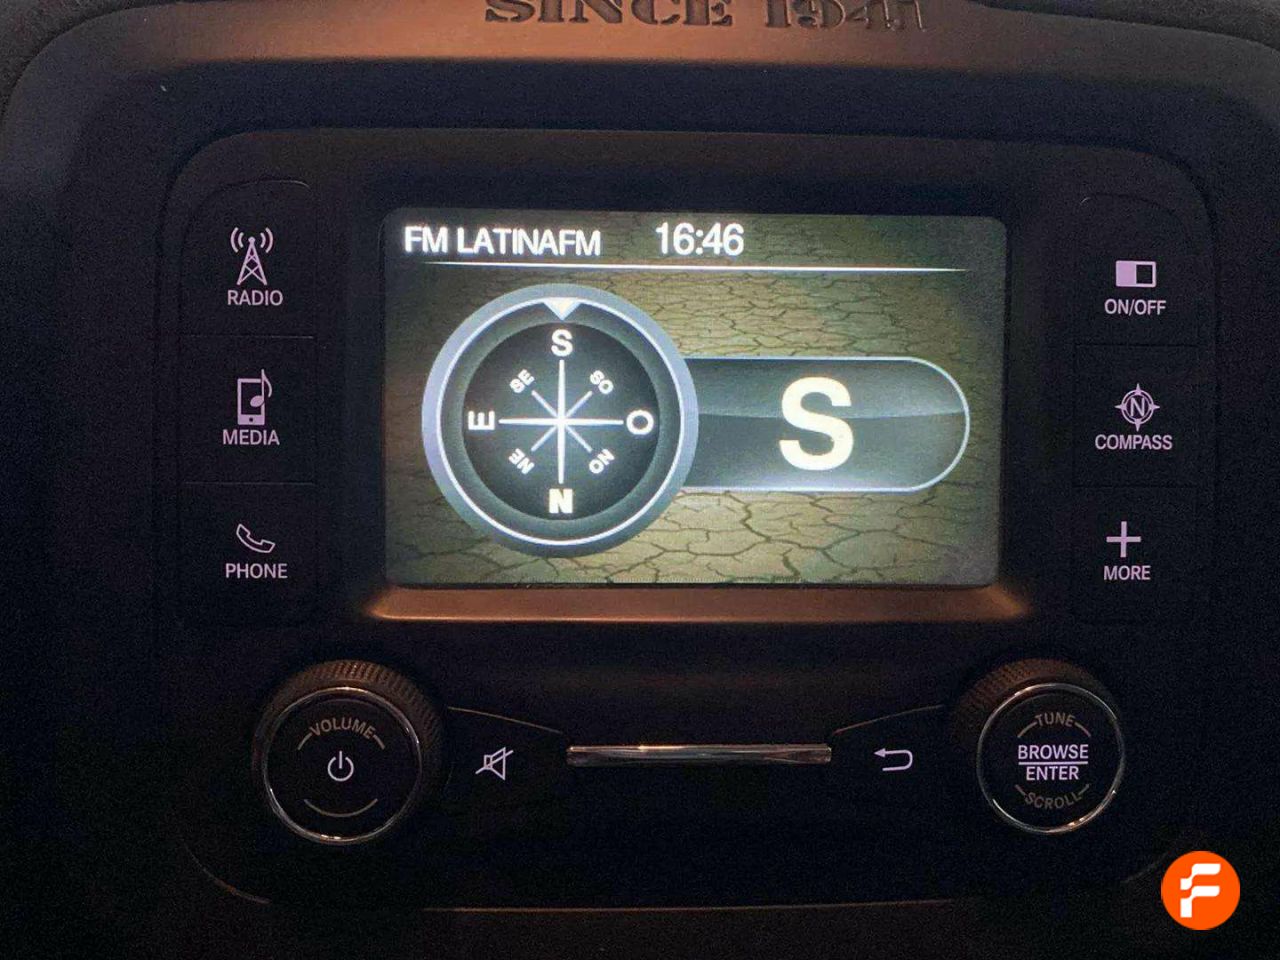 SINCE 1941
FM LATINAFM 16:46
RADIO
MEDIA
PHONE
S
SE
SO
E
O
NE
NO
N
S
ON/OFF
N
COMPASS
MORE
VOLUME
TUNE
BROWSE
ENTER
SCROLL